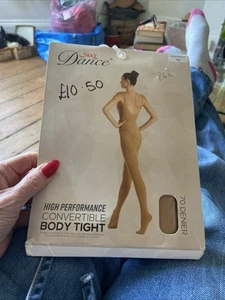 Silky
Dance
£10.50
HIGH PERFORMANCE
CONVERTIBLE
BODY TIGHT
70 DENIER